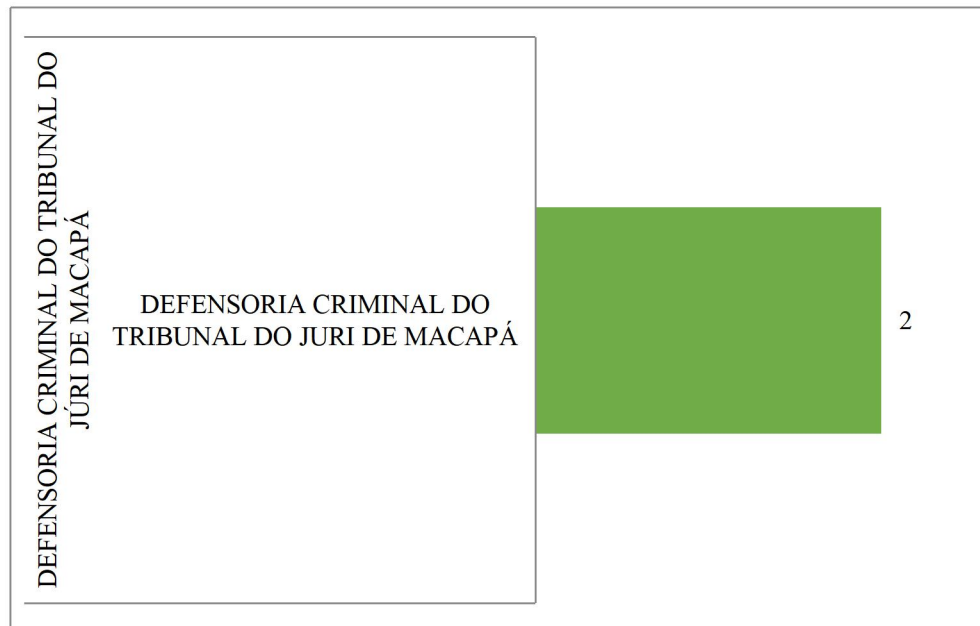 DEFENSORIA CRIMINAL DO TRIBUNAL DO
JÚRI DE MACAPÁ
DEFENSORIA CRIMINAL DO
TRIBUNAL DO JURI DE MACAPÁ
2